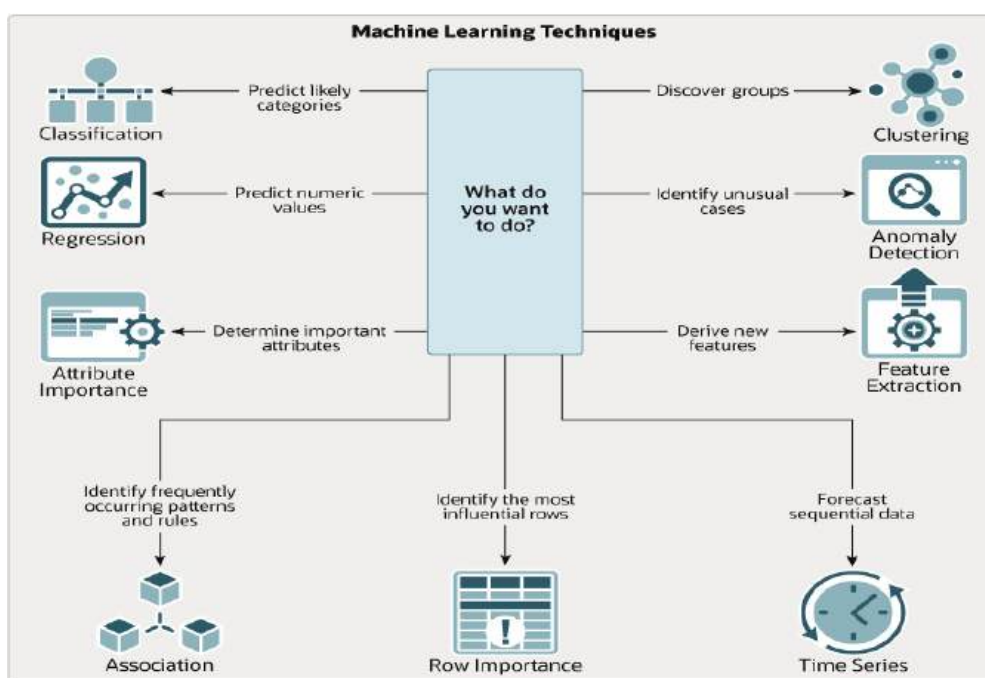 Machine Learning Techniques
Predict likely
categories
Classification
Discover groups
Clustering
What do
you want
to do?
Predict numeric
values
Regression
Identify unusual
cases
Anomaly
Detection
Determine important
attributes
Attribute
Importance
Derive new
features
Feature
Extraction
Identify frequently
occurring patterns
and rules
Association
Identify the most
influential rows
Row Importance
Forecast
sequential data
Time Series